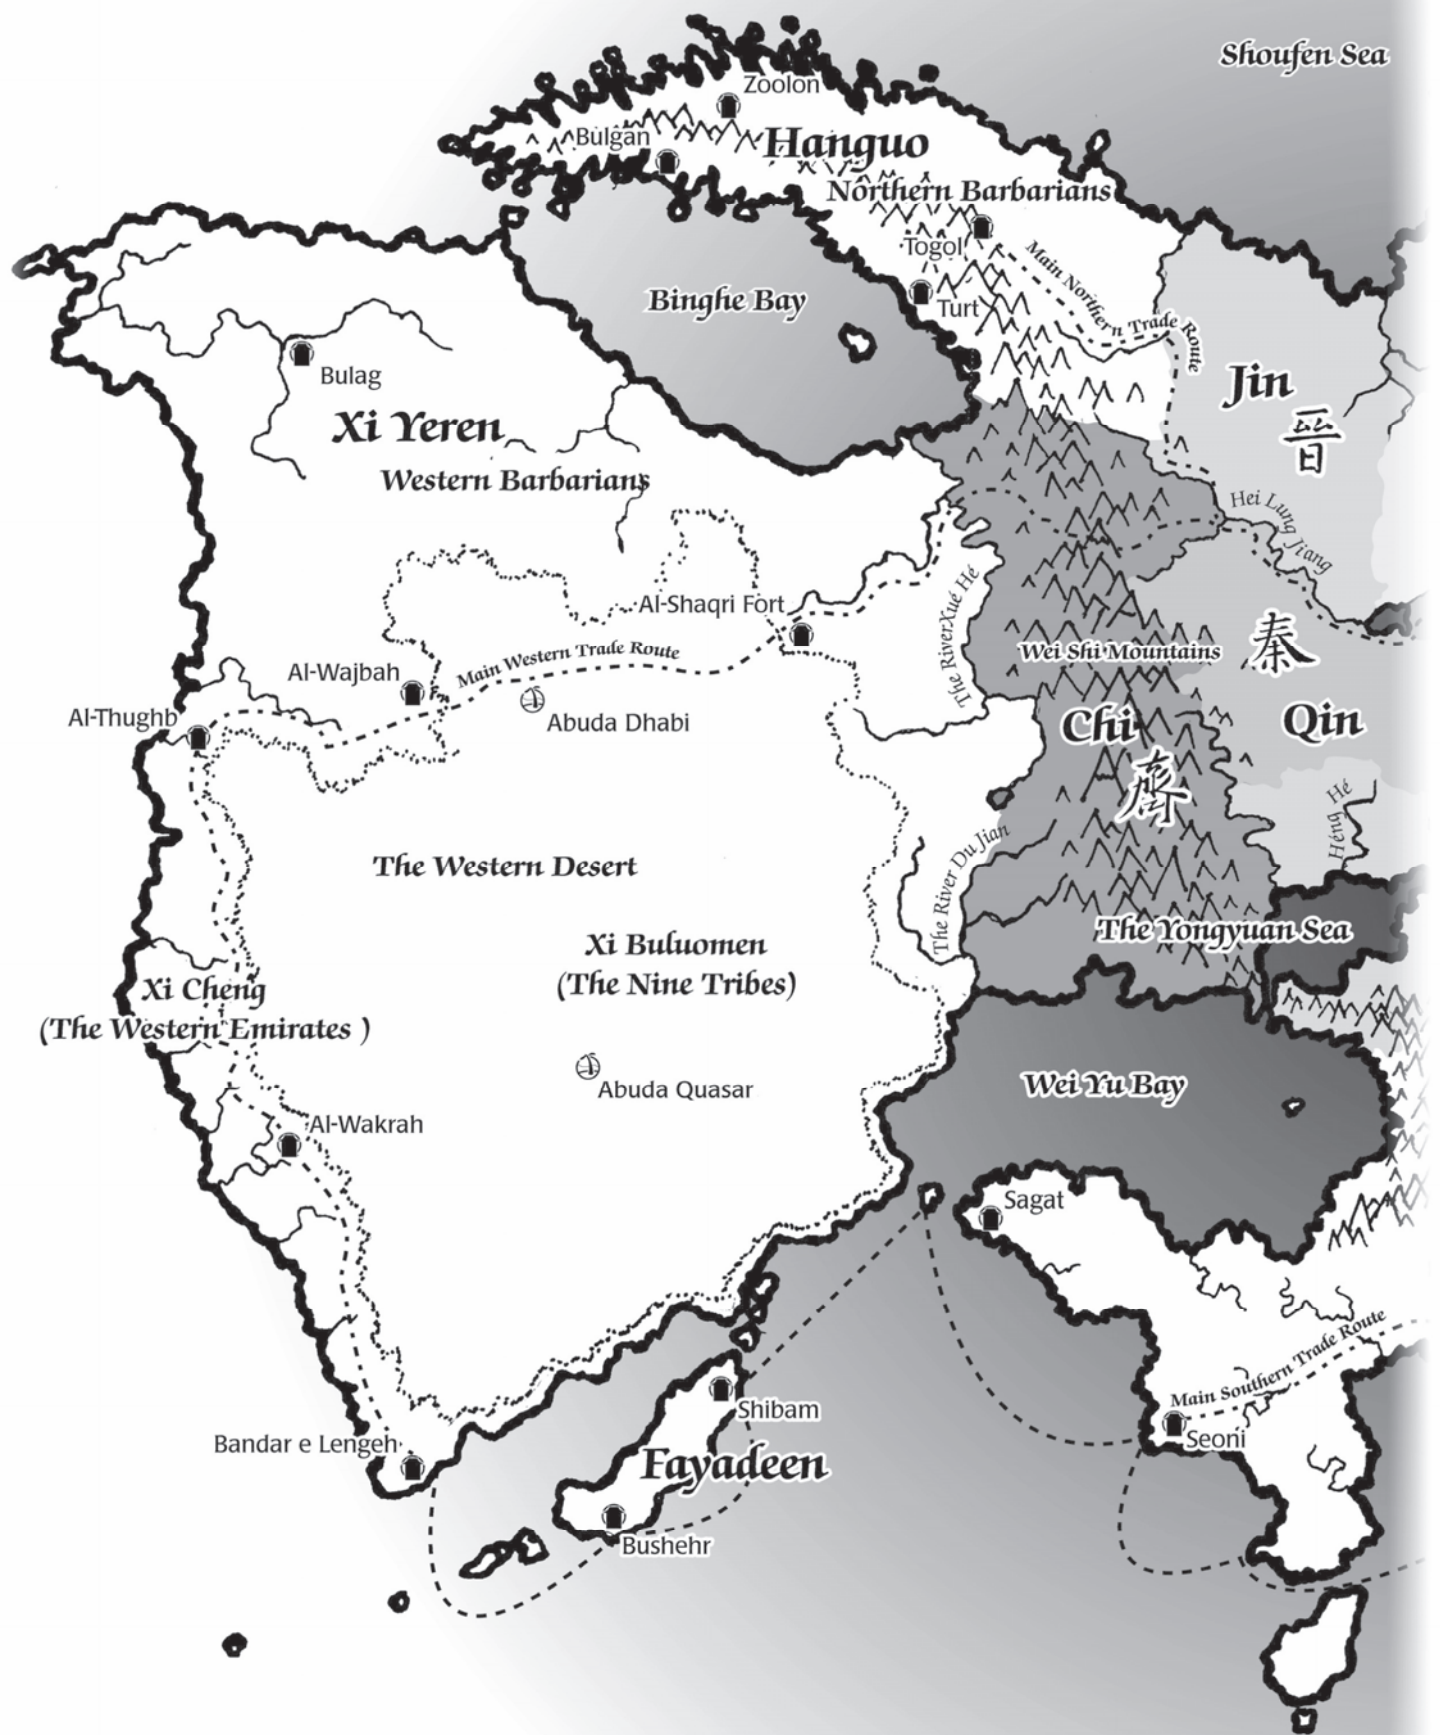 Shoufen Sea
Zoolon
Bulgan
Hanguo
Northern Barbarians
Togol
Main Northern Trade Route
Binghe Bay
Turt
Bulag
Jin
晉
Xi Yeren
Western Barbarians
Hei Lung Jiang
Al-Shaqri Fort
The River Xué Hé
秦
Wei Shi Mountains
Main Western Trade Route
Al-Wajbah
Al-Thughb
Abuda Dhabi
Chi
Qin
齊
Héng Hé
The River Du Jian
The Western Desert
The Yongyuan Sea
Xi Buluomen
(The Nine Tribes)
Xi Cheng
(The Western Emirates )
Wei Yu Bay
Abuda Quasar
Al-Wakrah
Sagat
Main Southern Trade Route
Shibam
Seoni
Bandar e Lengeh
Fayadeen
Bushehr